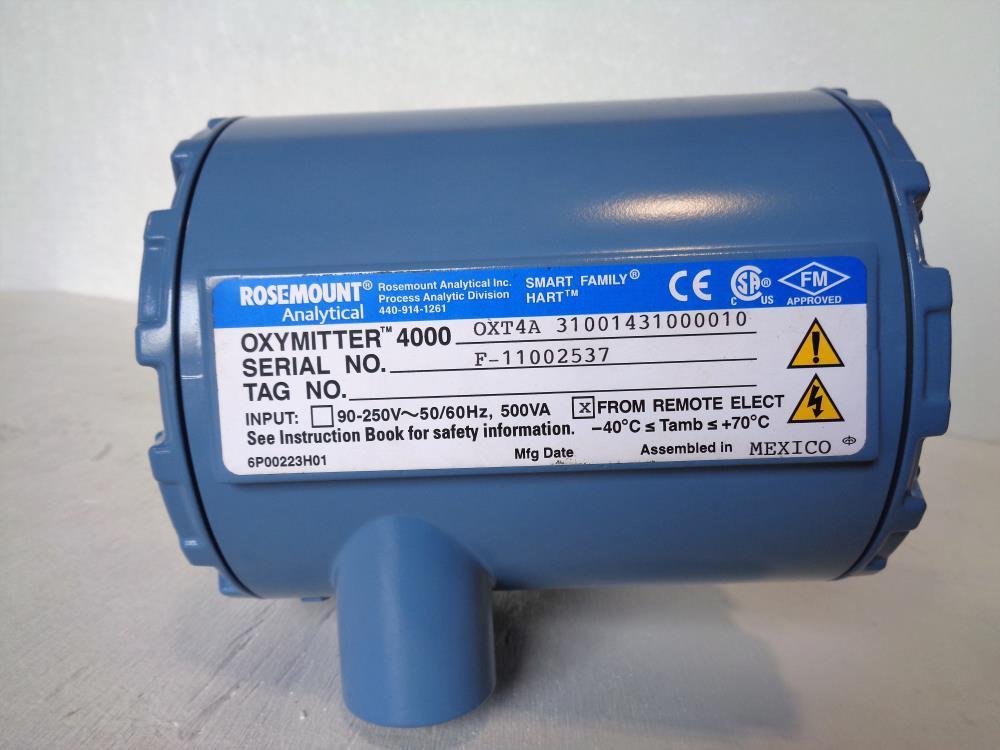 ROSEMOUNT® Analytical
Rosemount Analytical Inc.
Process Analytic Division
440-914-1261
SMART FAMILY®
HART™
CE
SA® C US
FM APPROVED
OXYMITTER™ 4000 OXT4A 31001431000010
SERIAL NO. F-11002537
TAG NO.
INPUT: 90-250V~50/60Hz, 500VA X FROM REMOTE ELECT
See Instruction Book for safety information. -40°C ≤ Tamb ≤ +70°C
6P00223H01 Mfg Date Assembled in MEXICO